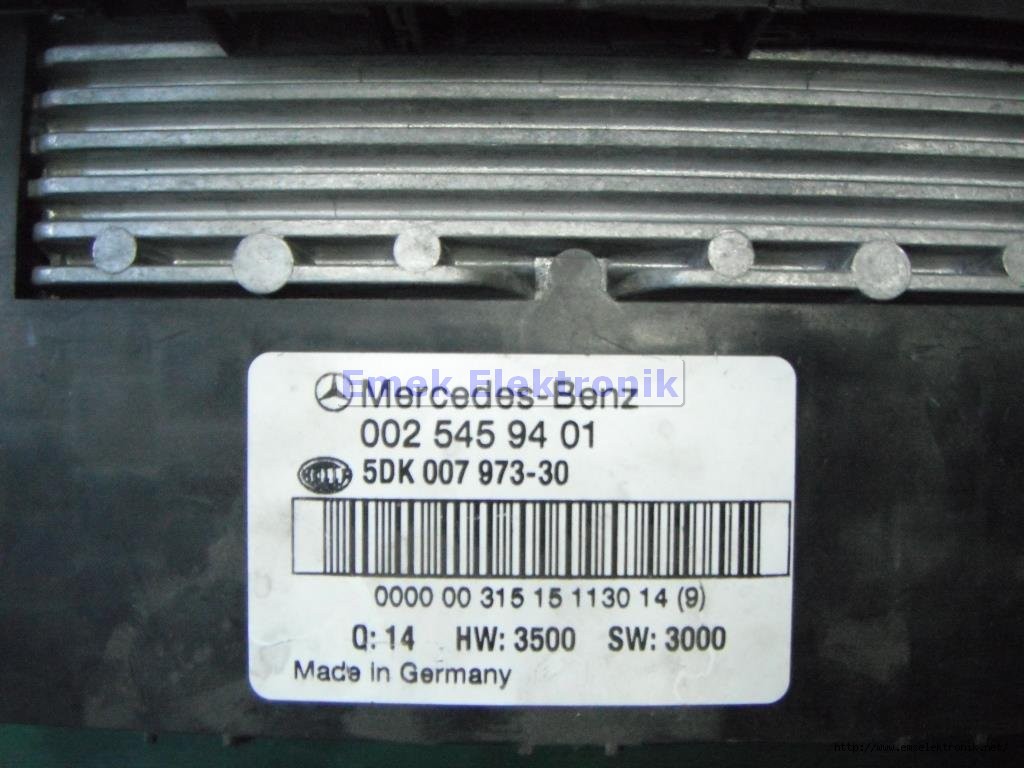 Emek Elektronik
Mercedes-Benz
002 545 94 01
HELLA 5DK 007 973-30
0000 00 315 15 1130 14 (9)
Q: 14 HW: 3500 SW: 3000
Made in Germany